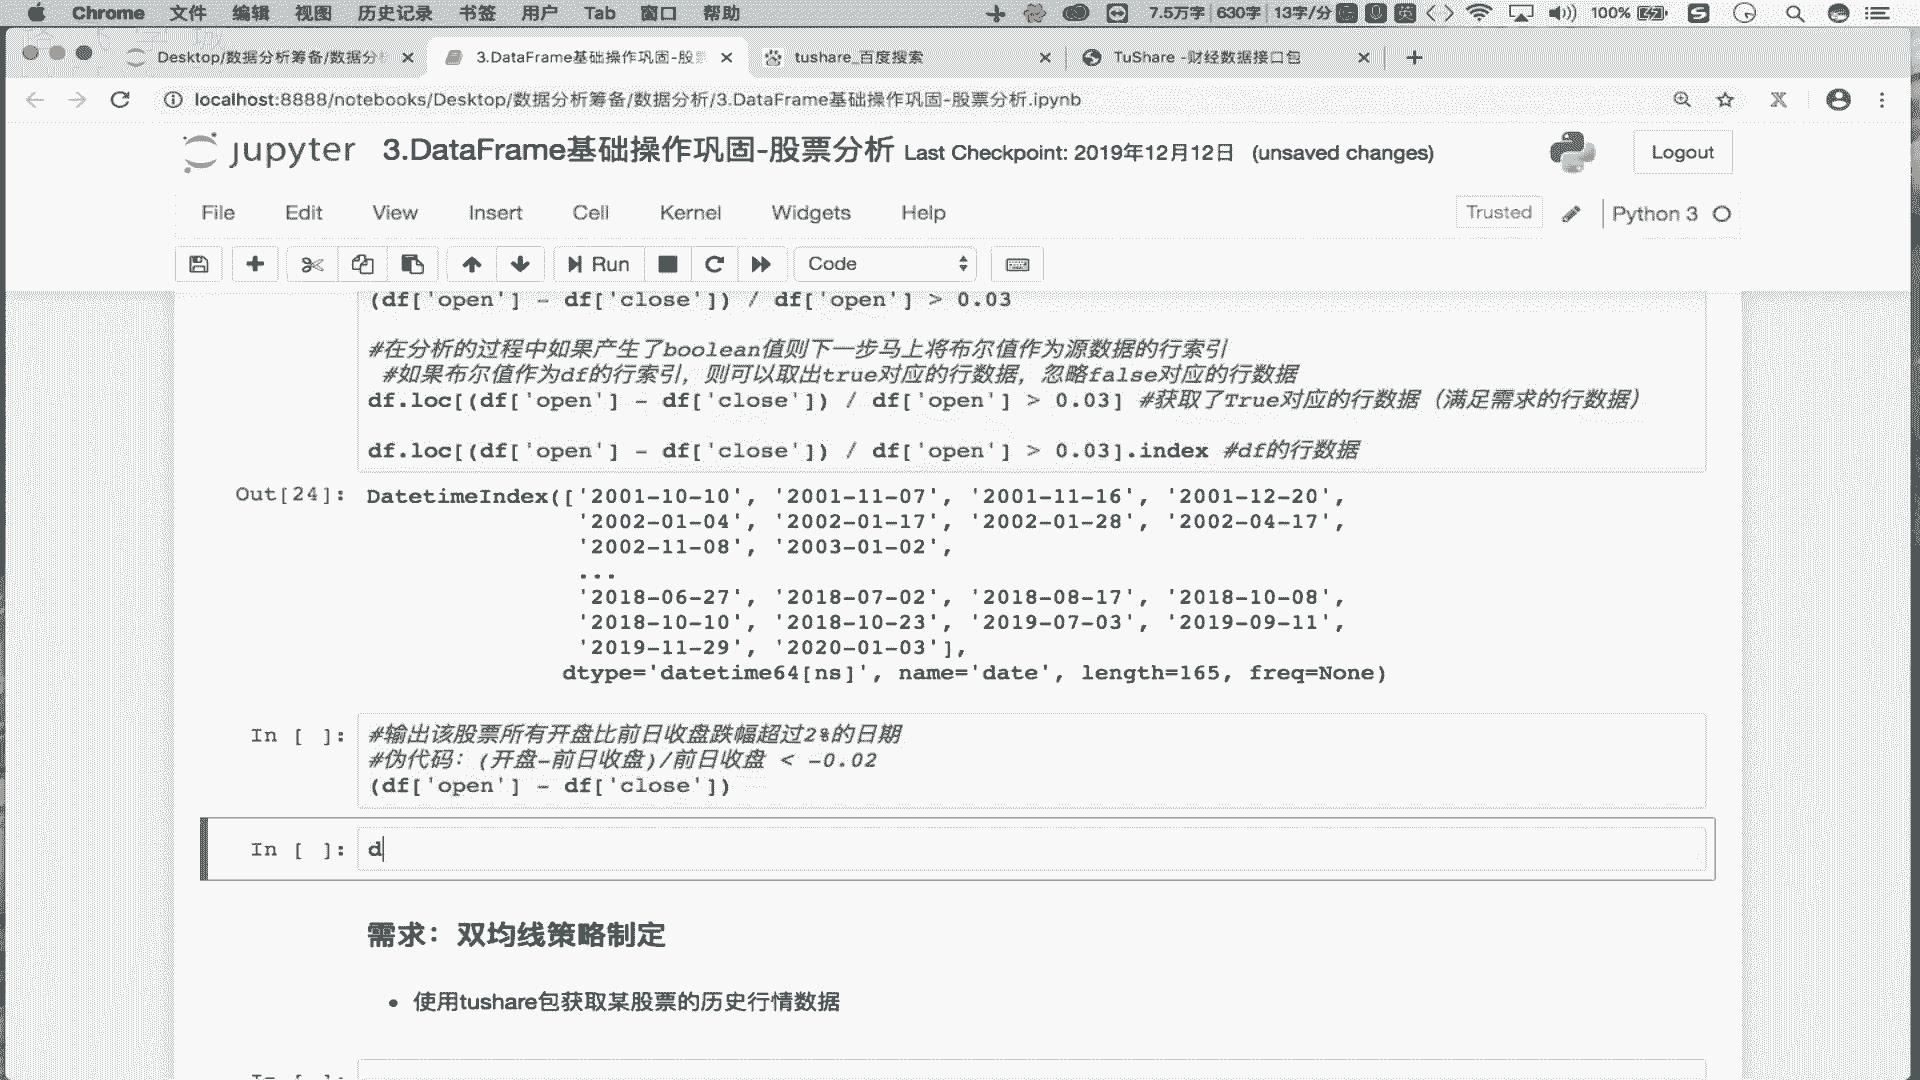 Chrome 文件 编辑 视图 历史记录 书签 用户 Tab 窗口 帮助 7.5万字 630字 13字/分 英 100%
Desktop/数据分析筹备/数据分 3.DataFrame基础操作巩固-股 tushare_百度搜索 TuShare -财经数据接口包
localhost:8888/notebooks/Desktop/数据分析筹备/数据分析/3.DataFrame基础操作巩固-股票分析.ipynb
jupyter 3.DataFrame基础操作巩固-股票分析 Last Checkpoint: 2019年12月12日 (unsaved changes) Logout
File Edit View Insert Cell Kernel Widgets Help Trusted Python 3
Run Code
(df['open'] - df['close']) / df['open'] > 0.03
#在分析的过程中如果产生了boolean值则下一步马上将布尔值作为源数据的行索引
#如果布尔值作为df的行索引，则可以取出true对应的行数据，忽略false对应的行数据
df.loc[(df['open'] - df['close']) / df['open'] > 0.03] #获取了True对应的行数据（满足需求的行数据）
df.loc[(df['open'] - df['close']) / df['open'] > 0.03].index #df的行数据
Out[24]: DatetimeIndex(['2001-10-10', '2001-11-07', '2001-11-16', '2001-12-20',
'2002-01-04', '2002-01-17', '2002-01-28', '2002-04-17',
'2002-11-08', '2003-01-02',
...
'2018-06-27', '2018-07-02', '2018-08-17', '2018-10-08',
'2018-10-10', '2018-10-23', '2019-07-03', '2019-09-11',
'2019-11-29', '2020-01-03'],
dtype='datetime64[ns]', name='date', length=165, freq=None)
In [ ]: #输出该股票所有开盘比前日收盘跌幅超过2%的日期
#伪代码：(开盘-前日收盘)/前日收盘 < -0.02
(df['open'] - df['close'])
In [ ]: d
需求：双均线策略制定
• 使用tushare包获取某股票的历史行情数据